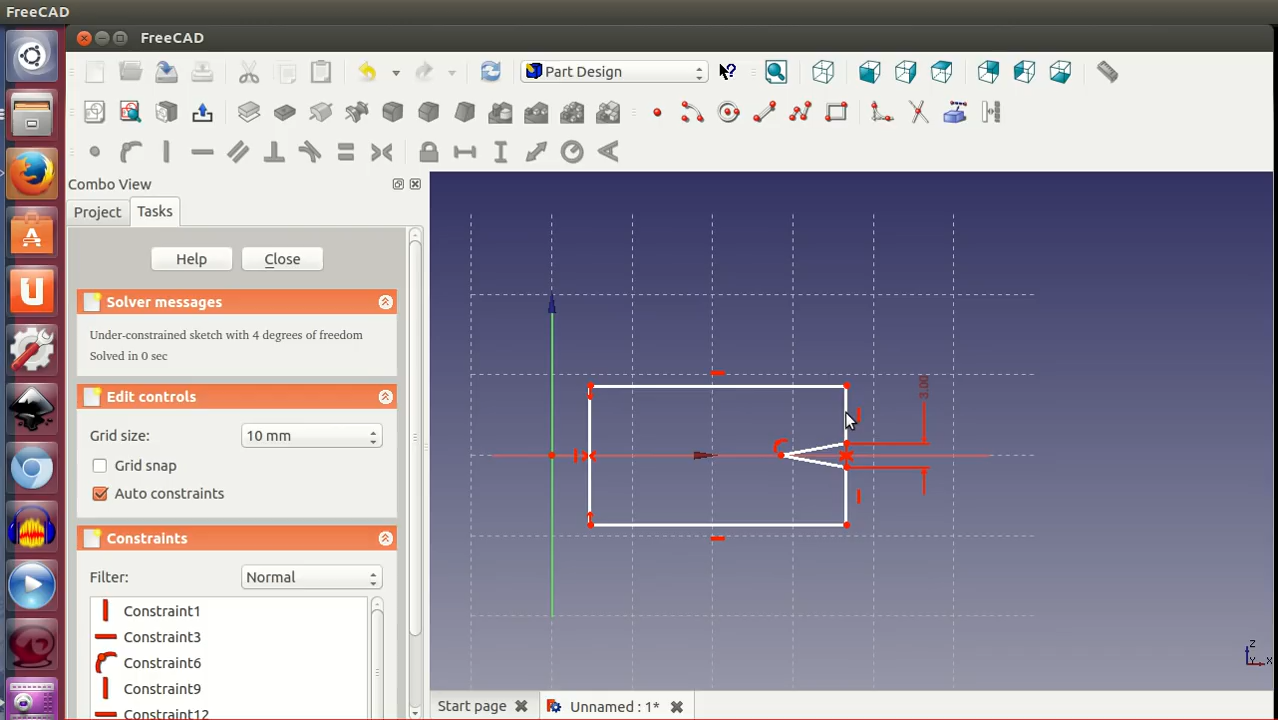 FreeCAD
FreeCAD
Part Design
Combo View
Project
Tasks
Help
Close
Solver messages
Under-constrained sketch with 4 degrees of freedom
Solved in 0 sec
Edit controls
Grid size:
10 mm
Grid snap
Auto constraints
Constraints
Filter:
Normal
Constraint1
Constraint3
Constraint6
Constraint9
Constraint12
3.00
Z
Y
X
Start page
Unnamed : 1*